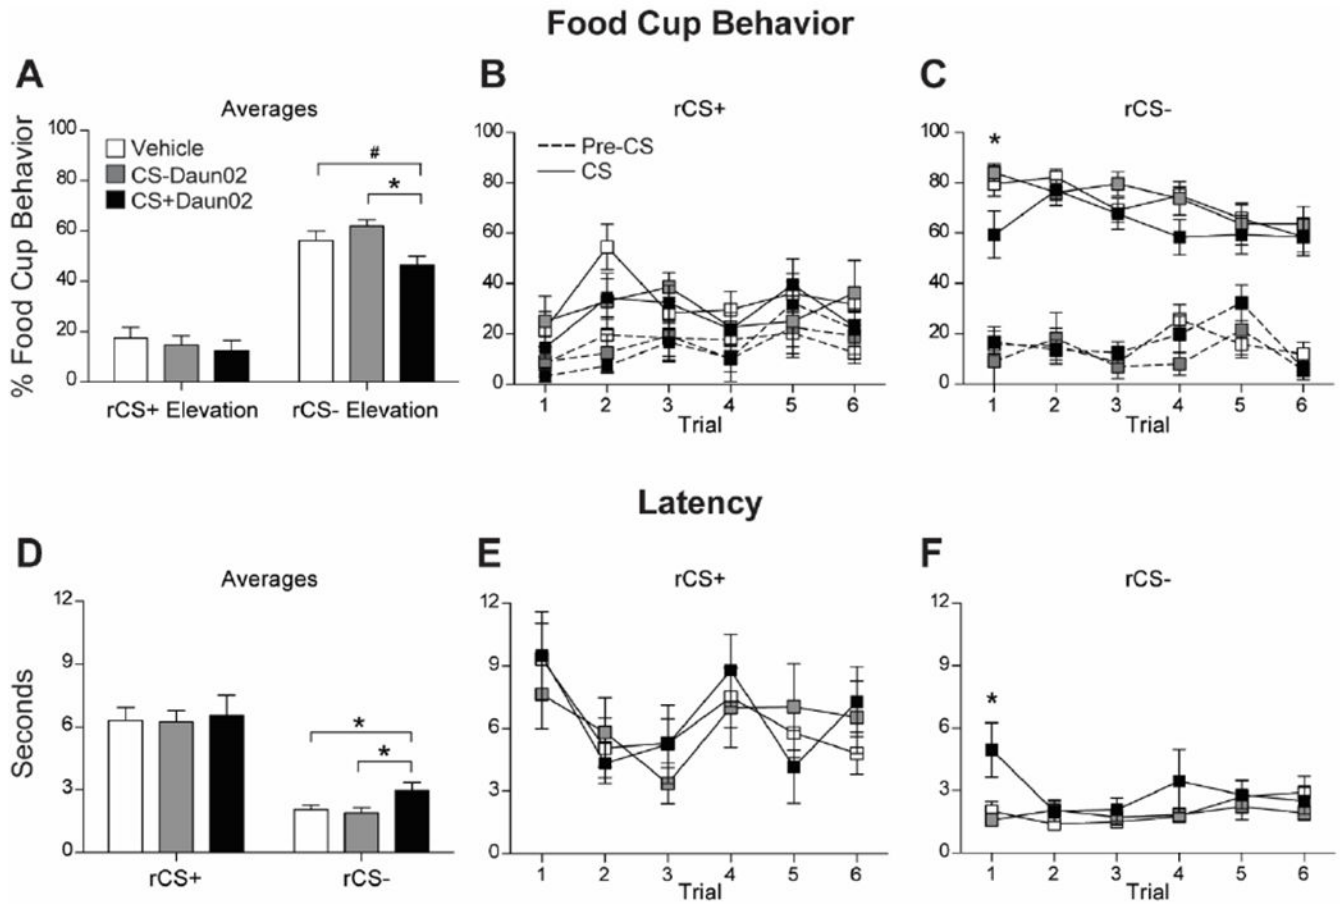 Food Cup Behavior
A
Averages
% Food Cup Behavior
100
80
60
40
20
0
Vehicle
CS-Daun02
CS+Daun02
#
*
rCS+ Elevation
rCS- Elevation
B
rCS+
100
80
60
40
20
0
Pre-CS
CS
1 2 3 4 5 6
Trial
C
rCS-
100
80
60
40
20
0
*
1 2 3 4 5 6
Trial
Latency
D
Averages
Seconds
12
9
6
3
0
*
*
rCS+
rCS-
E
rCS+
12
9
6
3
0
1 2 3 4 5 6
Trial
F
rCS-
12
9
6
3
0
*
1 2 3 4 5 6
Trial